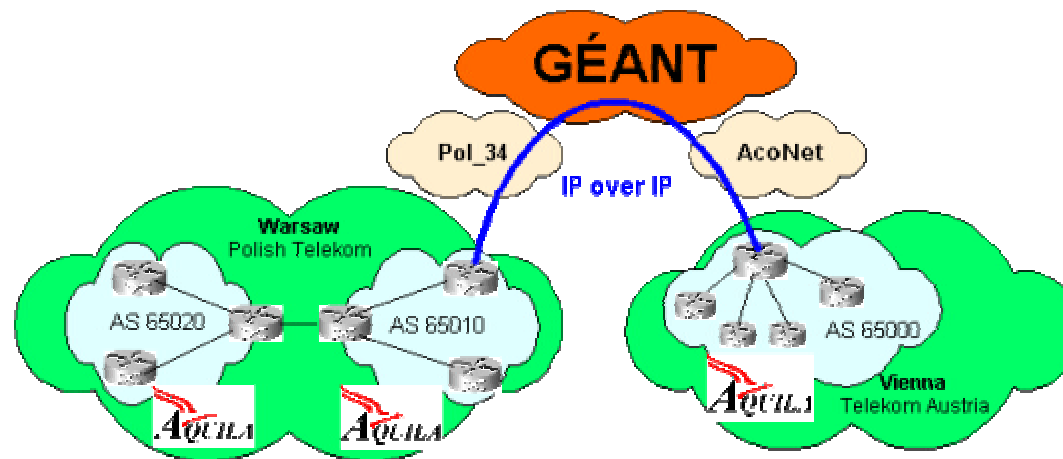 GÉANT
Pol_34
AcoNet
IP over IP
Warsaw
Polish Telekom
AS 65020
AS 65010
AS 65000
Vienna
Telekom Austria
AQUILA
AQUILA
AQUILA